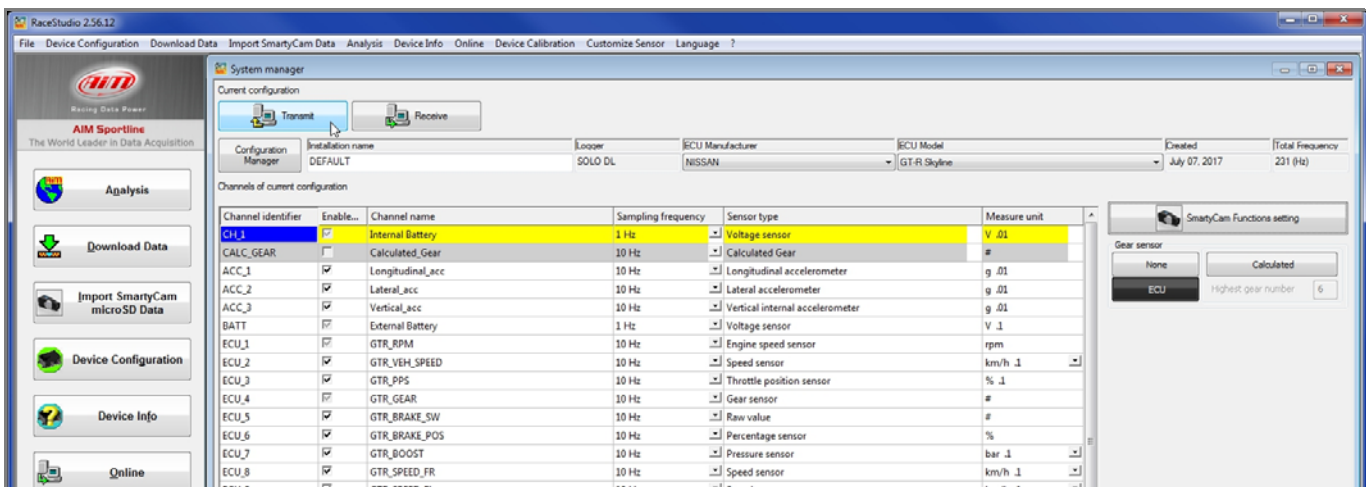 RaceStudio 2.56.12
File Device Configuration Download Data Import SmartyCam Data Analysis Device Info Online Device Calibration Customize Sensor Language ?
AiM
Racing Data Power
AIM Sportline
The World Leader in Data Acquisition
Analysis
Download Data
Import SmartyCam
microSD Data
Device Configuration
Device Info
Online
System manager
Current configuration
Transmit Receive
Configuration Manager
Installation name Logger ECU Manufacturer ECU Model Created Total Frequency
DEFAULT SOLO DL NISSAN GT-R Skyline July 07, 2017 231 (Hz)
Channels of current configuration
Channel identifier Enable... Channel name Sampling frequency Sensor type Measure unit
CH_1 Internal Battery 1 Hz Voltage sensor V .01
CALC_GEAR Calculated_Gear 10 Hz Calculated Gear #
ACC_1 Longitudinal_acc 10 Hz Longitudinal accelerometer g .01
ACC_2 Lateral_acc 10 Hz Lateral accelerometer g .01
ACC_3 Vertical_acc 10 Hz Vertical internal accelerometer g .01
BATT External Battery 1 Hz Voltage sensor V .1
ECU_1 GTR_RPM 10 Hz Engine speed sensor rpm
ECU_2 GTR_VEH_SPEED 10 Hz Speed sensor km/h .1
ECU_3 GTR_PPS 10 Hz Throttle position sensor % .1
ECU_4 GTR_GEAR 10 Hz Gear sensor #
ECU_5 GTR_BRAKE_SW 10 Hz Raw value #
ECU_6 GTR_BRAKE_POS 10 Hz Percentage sensor %
ECU_7 GTR_BOOST 10 Hz Pressure sensor bar .1
ECU_8 GTR_SPEED_FR 10 Hz Speed sensor km/h .1
SmartyCam Functions setting
Gear sensor
None Calculated
ECU Highest gear number 6